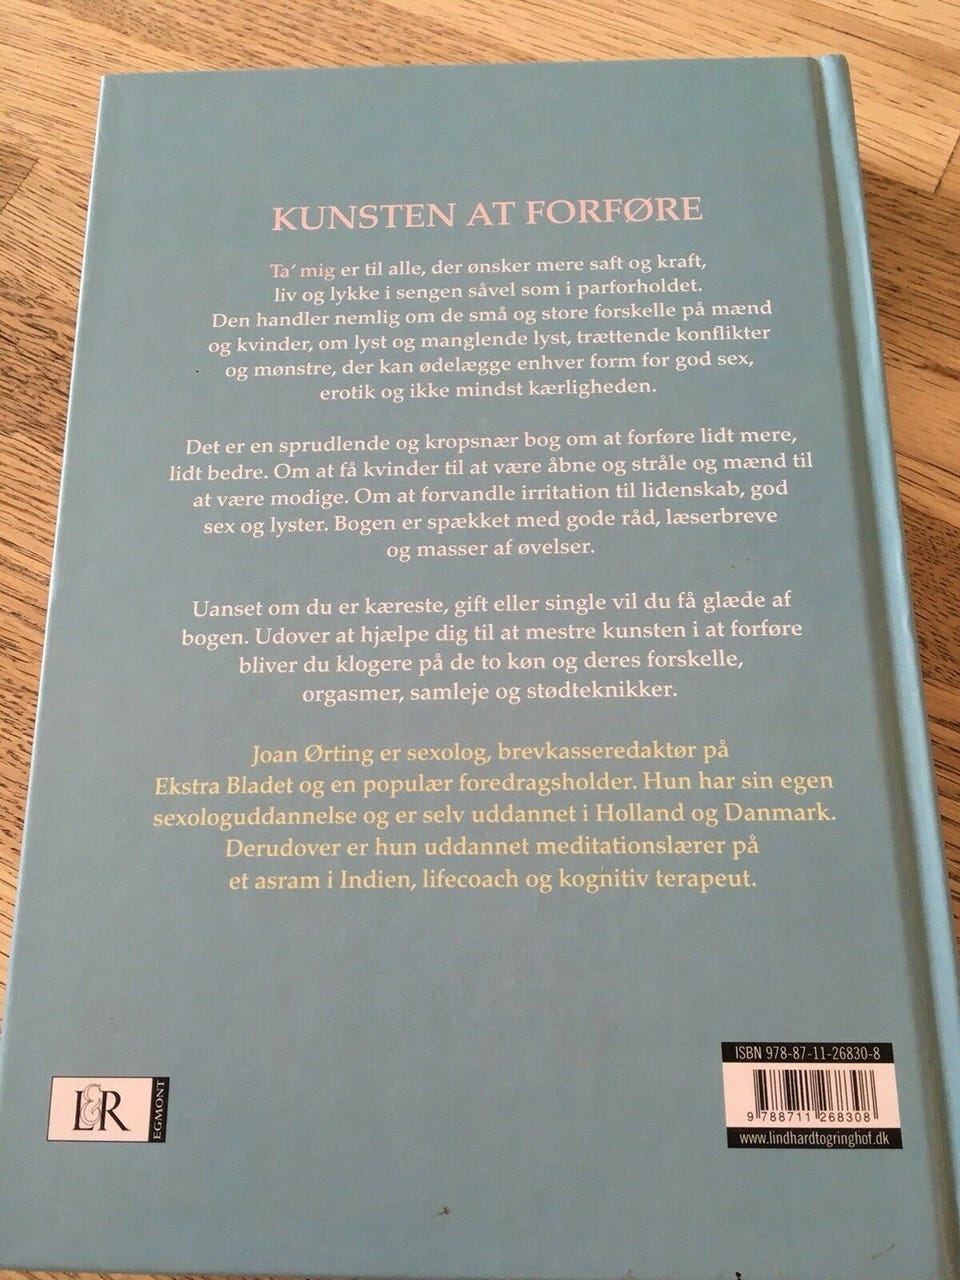 KUNSTEN AT FORFØRE
Ta' mig er til alle, der ønsker mere saft og kraft,
liv og lykke i sengen såvel som i parforholdet.
Den handler nemlig om de små og store forskelle på mænd
og kvinder, om lyst og manglende lyst, trættende konflikter
og mønstre, der kan ødelægge enhver form for god sex,
erotik og ikke mindst kærligheden.
Det er en sprudlende og kropsnær bog om at forføre lidt mere,
lidt bedre. Om at få kvinder til at være åbne og stråle og mænd til
at være modige. Om at forvandle irritation til lidenskab, god
sex og lyster. Bogen er spækket med gode råd, læserbreve
og masser af øvelser.
Uanset om du er kæreste, gift eller single vil du få glæde af
bogen. Udover at hjælpe dig til at mestre kunsten i at forføre
bliver du klogere på de to køn og deres forskelle,
orgasmer, samleje og stødteknikker.
Joan Ørting er sexolog, brevkasseredaktør på
Ekstra Bladet og en populær foredragsholder. Hun har sin egen
sexologuddannelse og er selv uddannet i Holland og Danmark.
Derudover er hun uddannet meditationslærer på
et asram i Indien, lifecoach og kognitiv terapeut.
L&R
EGMONT
ISBN 978-87-11-26830-8
9 788711 268308
www.lindhardtogringhof.dk